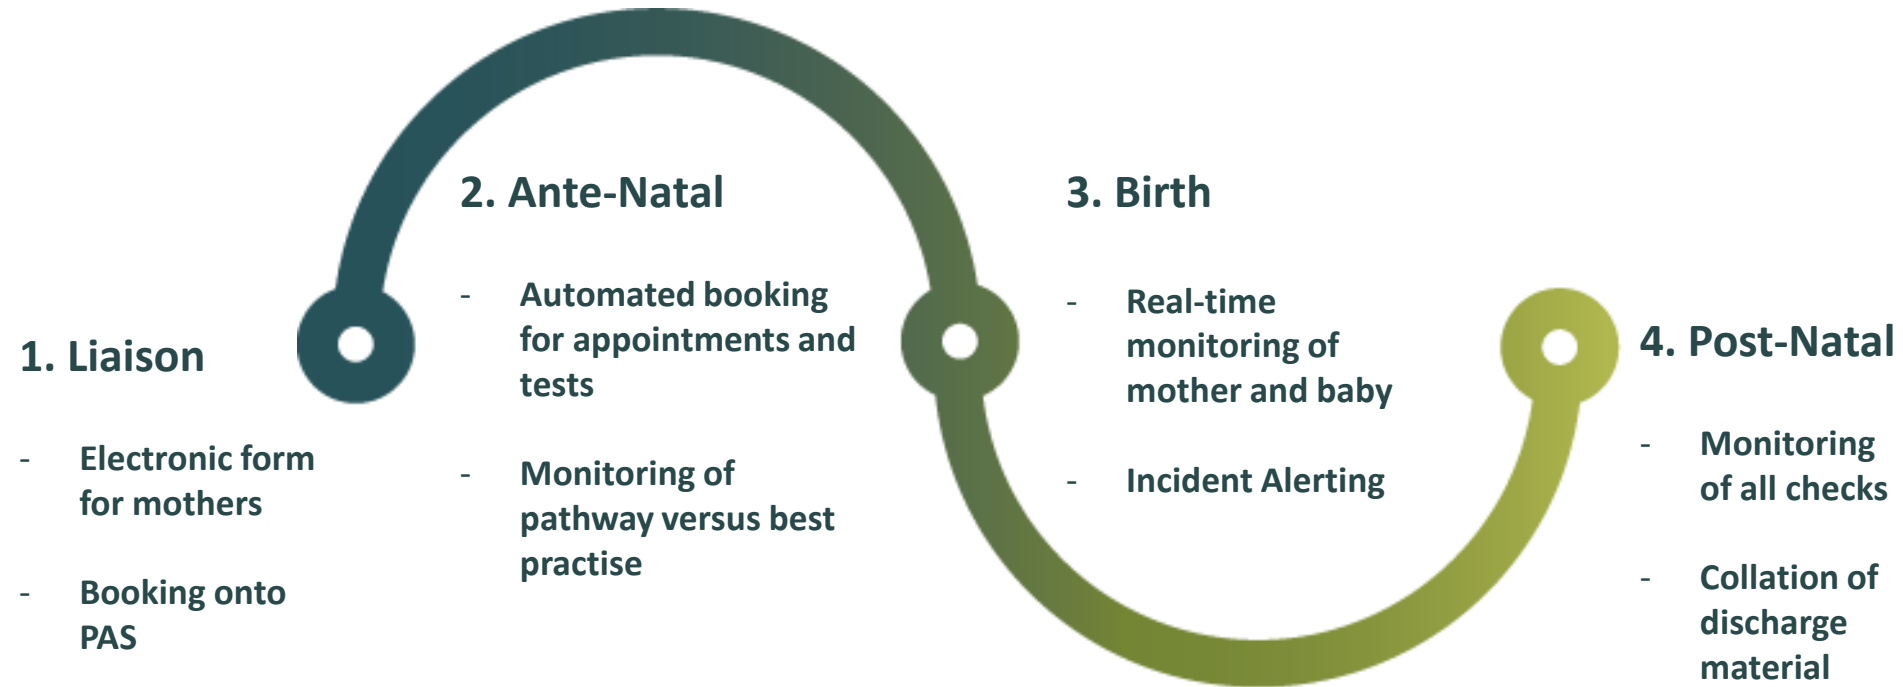 1. Liaison
- Electronic form
for mothers
- Booking onto
PAS
2. Ante-Natal
- Automated booking
for appointments and
tests
- Monitoring of
pathway versus best
practise
3. Birth
- Real-time
monitoring of
mother and baby
- Incident Alerting
4. Post-Natal
- Monitoring
of all checks
- Collation of
discharge
material